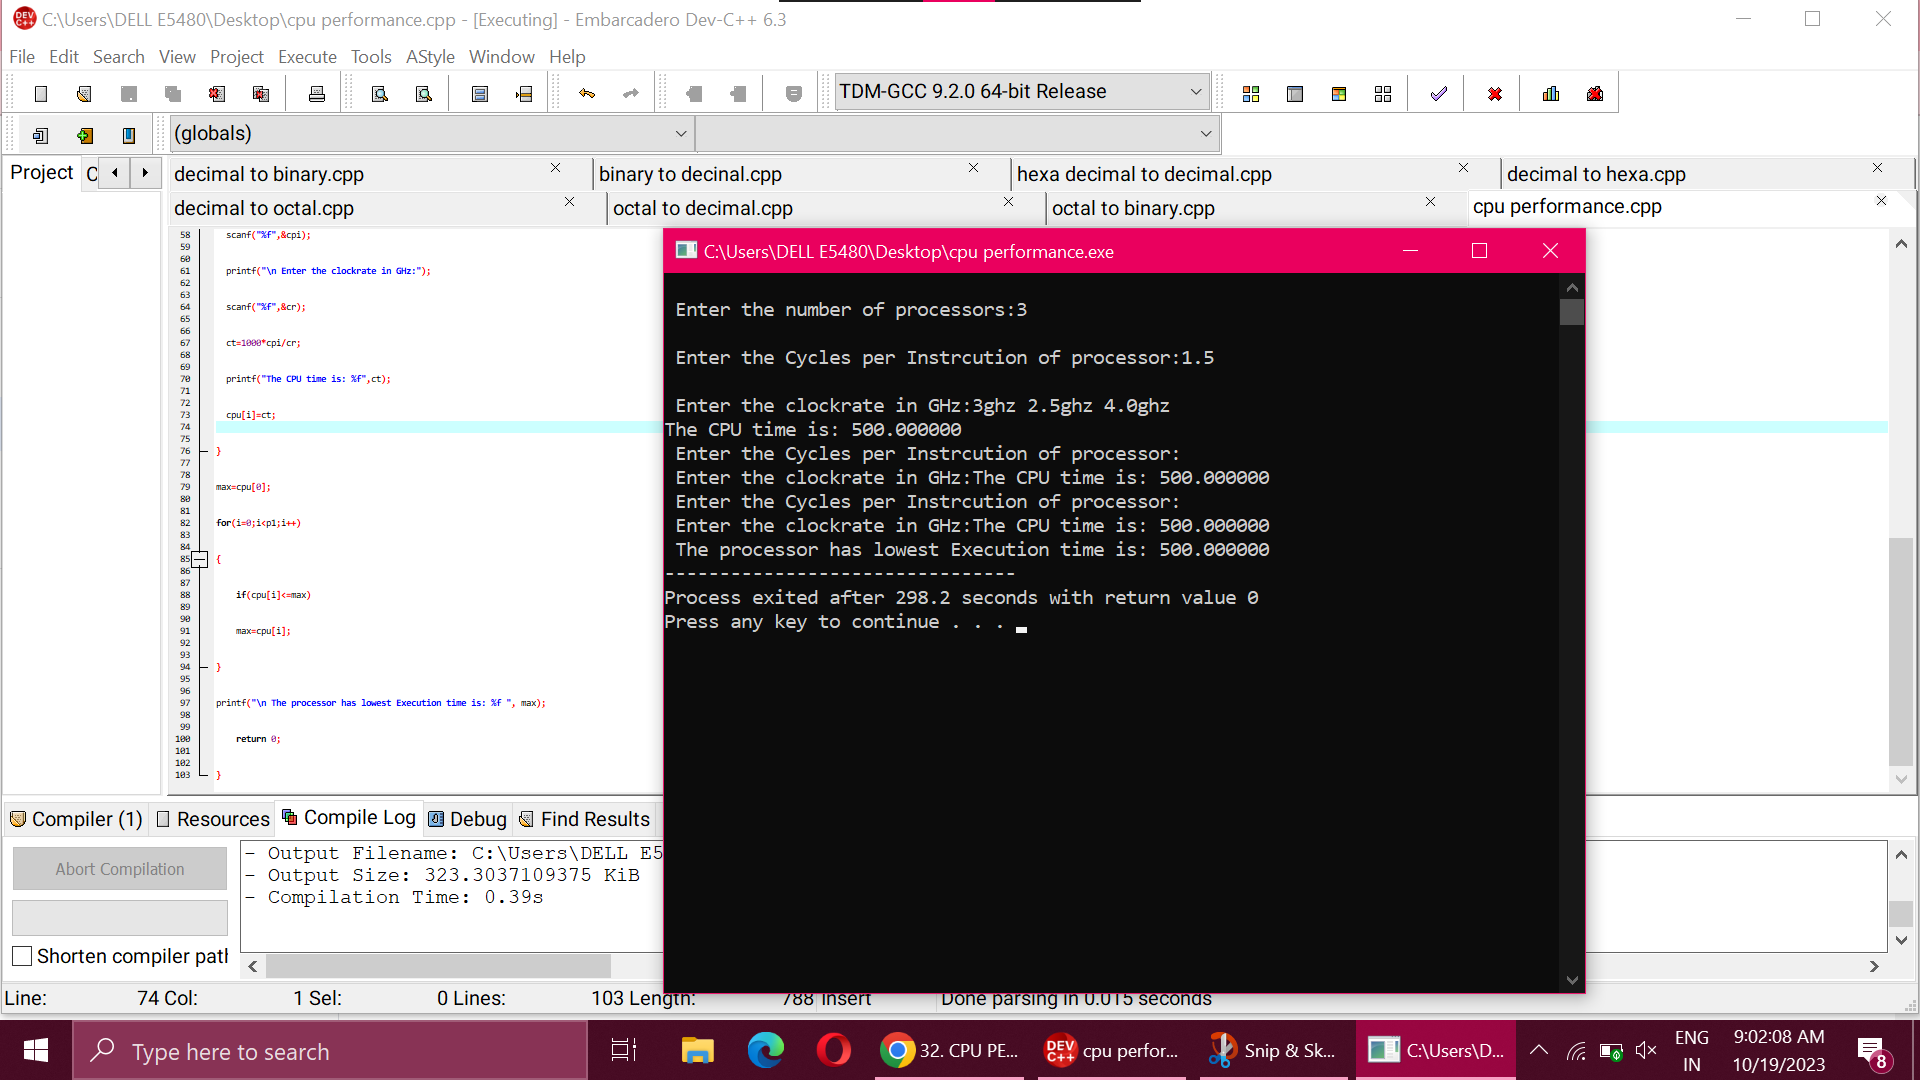 C:\Users\DELL E5480\Desktop\cpu performance.cpp - [Executing] - Embarcadero Dev-C++ 6.3
File Edit Search View Project Execute Tools AStyle Window Help
TDM-GCC 9.2.0 64-bit Release
(globals)
Project C
decimal to binary.cpp
binary to decinal.cpp
hexa decimal to decimal.cpp
decimal to hexa.cpp
decimal to octal.cpp
octal to decimal.cpp
octal to binary.cpp
cpu performance.cpp
58 scanf("%f",&cpi);
59
60
61 printf("\n Enter the clockrate in GHz:");
62
63
64 scanf("%f",&cr);
65
66
67 ct=1000*cpi/cr;
68
69
70 printf("The CPU time is: %f",ct);
71
72
73 cpu[i]=ct;
74
75
76 }
77
78
79 max=cpu[0];
80
81
82 for(i=0;i<p1;i++)
83
84
85 {
86
87
88 if(cpu[i]<=max)
89
90
91 max=cpu[i];
92
93
94 }
95
96
97 printf("\n The processor has lowest Execution time is: %f ", max);
98
99
100 return 0;
101
102
103 }
C:\Users\DELL E5480\Desktop\cpu performance.exe
Enter the number of processors:3
Enter the Cycles per Instrcution of processor:1.5
Enter the clockrate in GHz:3ghz 2.5ghz 4.0ghz
The CPU time is: 500.000000
Enter the Cycles per Instrcution of processor:
Enter the clockrate in GHz:The CPU time is: 500.000000
Enter the Cycles per Instrcution of processor:
Enter the clockrate in GHz:The CPU time is: 500.000000
The processor has lowest Execution time is: 500.000000
--------------------------------
Process exited after 298.2 seconds with return value 0
Press any key to continue . . .
Compiler (1) Resources Compile Log Debug Find Results
Abort Compilation
Shorten compiler path
- Output Filename: C:\Users\DELL E5
- Output Size: 323.3037109375 KiB
- Compilation Time: 0.39s
Line: 74 Col: 1 Sel: 0 Lines: 103 Length: 788 Insert Done parsing in 0.015 seconds
Type here to search
32. CPU PE...
DEV C++ cpu perfor...
Snip & Sk...
C:\Users\D...
ENG
IN
9:02:08 AM
10/19/2023
8